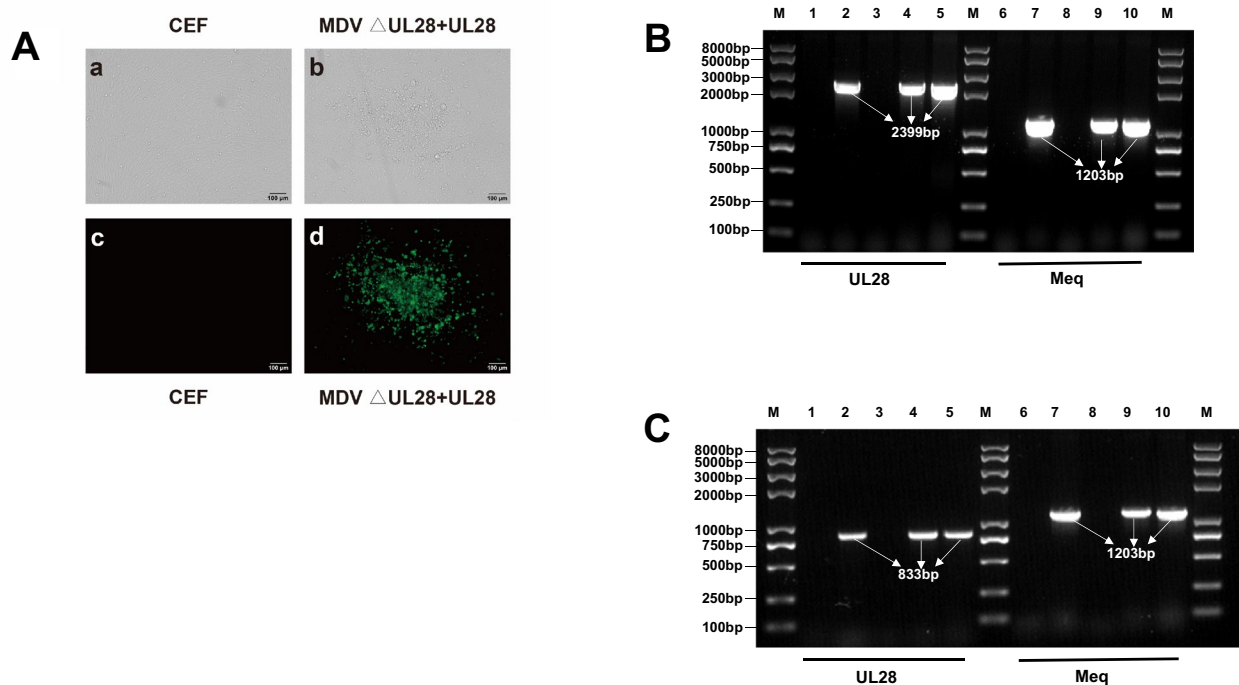 A
CEF
MDV △UL28+UL28
a
b
100 μm
100 μm
c
d
100 μm
100 μm
CEF
MDV △UL28+UL28
B
M 1 2 3 4 5 M 6 7 8 9 10 M
8000bp
5000bp
3000bp
2000bp
1000bp
750bp
500bp
250bp
100bp
2399bp
1203bp
UL28
Meq
C
M 1 2 3 4 5 M 6 7 8 9 10 M
8000bp
5000bp
3000bp
2000bp
1000bp
750bp
500bp
250bp
100bp
833bp
1203bp
UL28
Meq